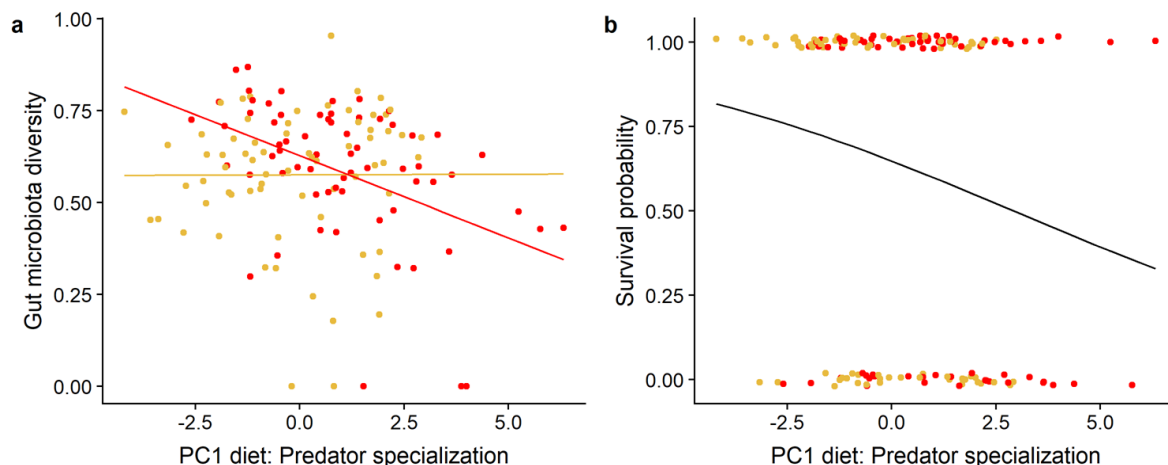 a
Gut microbiota diversity
1.00
0.75
0.50
0.25
0.00
-2.5 0.0 2.5 5.0
PC1 diet: Predator specialization
b
Survival probability
1.00
0.75
0.50
0.25
0.00
-2.5 0.0 2.5 5.0
PC1 diet: Predator specialization